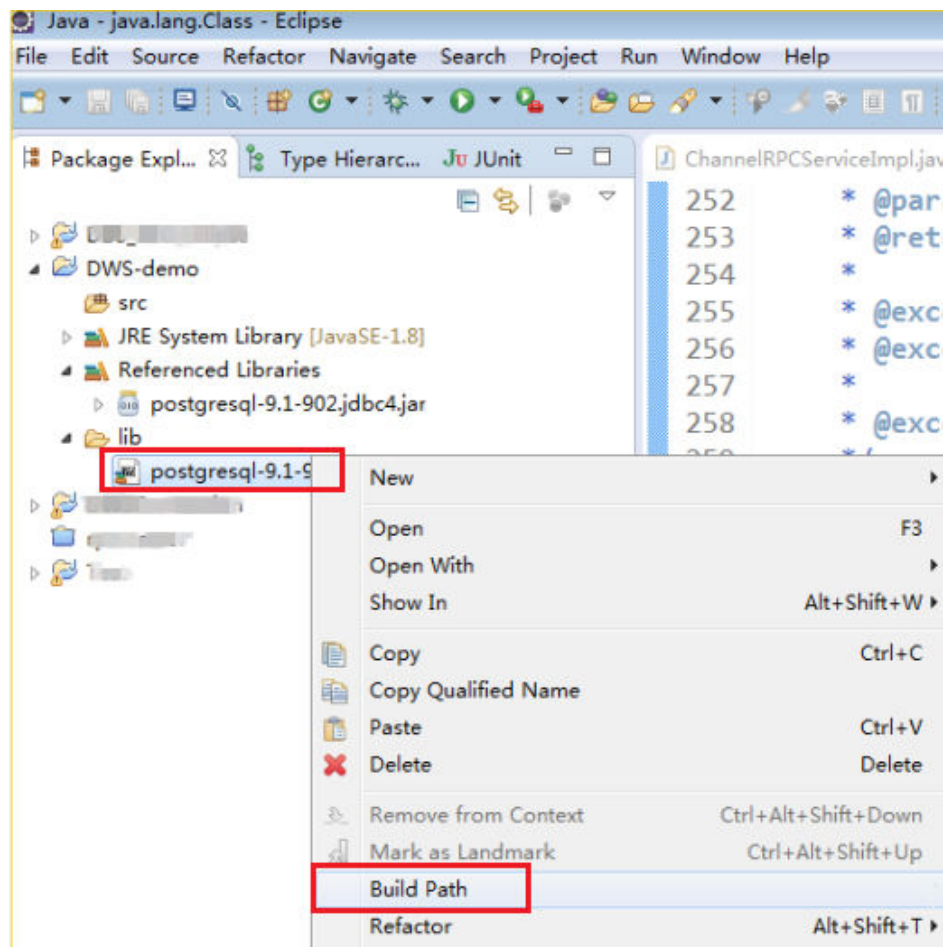 Java - java.lang.Class - Eclipse
File Edit Source Refactor Navigate Search Project Run Window Help
Package Expl... Type Hierarc... JUnit
ChannelRPCServiceImpl.jav
252 * @par
253 * @ret
254 *
255 * @exc
256 * @exc
257 *
258 * @exc
DWS-demo
src
JRE System Library [JavaSE-1.8]
Referenced Libraries
postgresql-9.1-902.jdbc4.jar
lib
postgresql-9.1-9
New
Open F3
Open With
Show In Alt+Shift+W
Copy Ctrl+C
Copy Qualified Name
Paste Ctrl+V
Delete Delete
Remove from Context Ctrl+Alt+Shift+Down
Mark as Landmark Ctrl+Alt+Shift+Up
Build Path
Refactor Alt+Shift+T